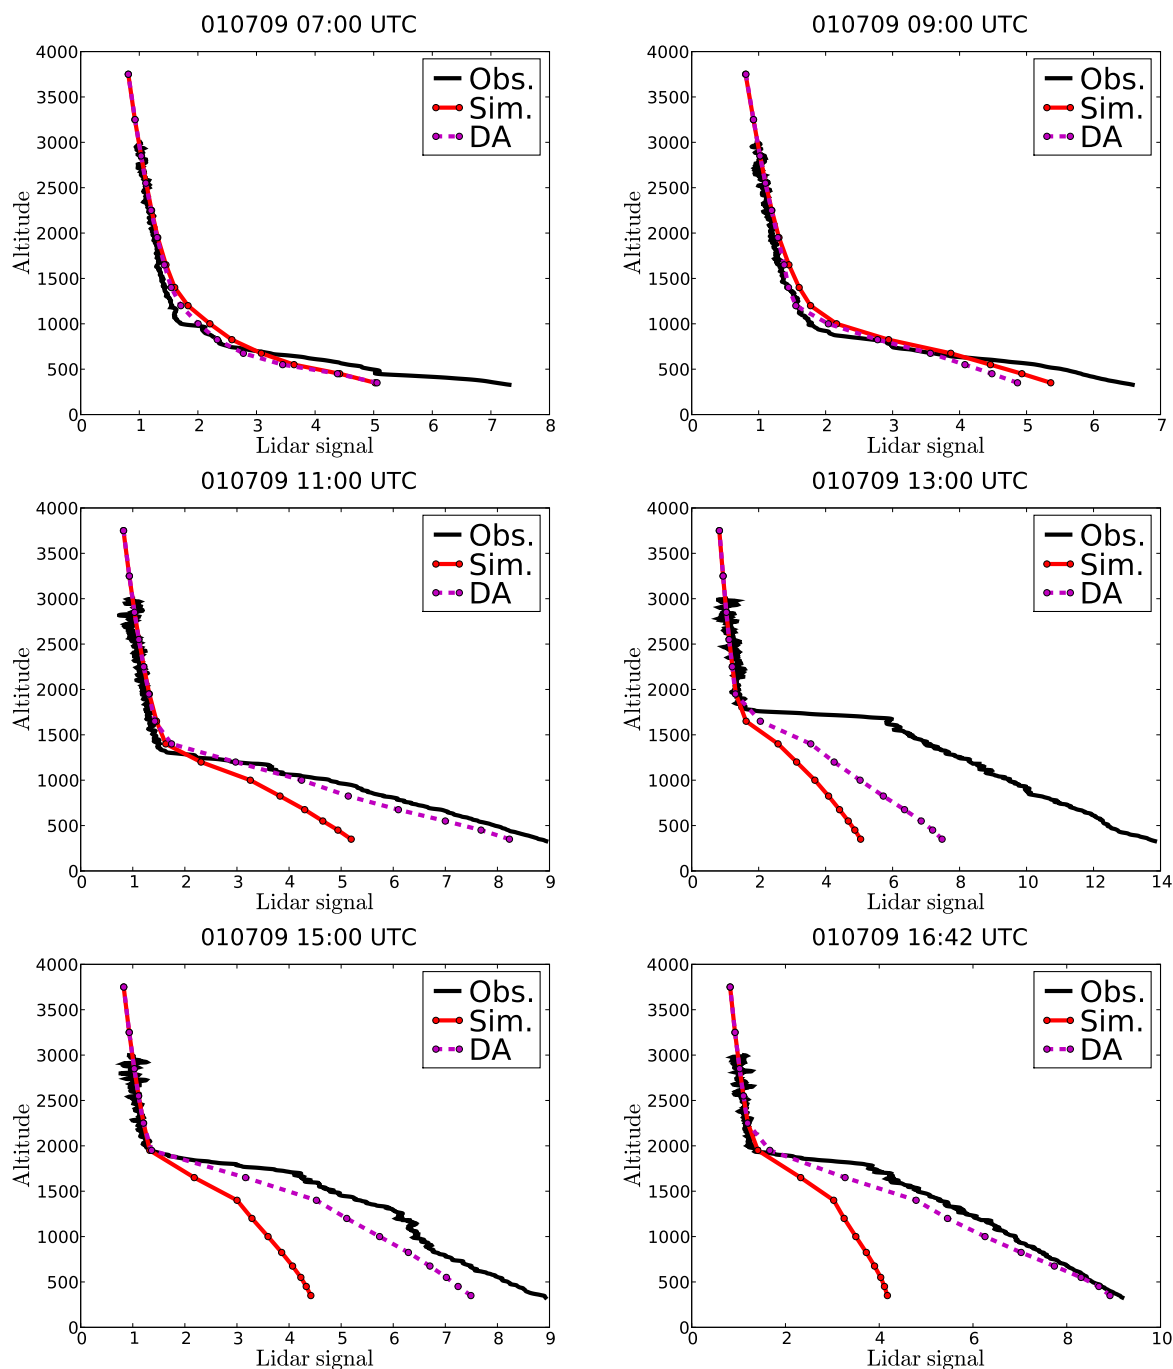 010709 07:00 UTC
4000
3500
3000
2500
2000
1500
1000
500
0
Altitude
Obs.
Sim.
DA
0 1 2 3 4 5 6 7 8
Lidar signal
010709 09:00 UTC
4000
3500
3000
2500
2000
1500
1000
500
0
Altitude
Obs.
Sim.
DA
0 1 2 3 4 5 6 7
Lidar signal
010709 11:00 UTC
4000
3500
3000
2500
2000
1500
1000
500
0
Altitude
Obs.
Sim.
DA
0 1 2 3 4 5 6 7 8 9
Lidar signal
010709 13:00 UTC
4000
3500
3000
2500
2000
1500
1000
500
0
Altitude
Obs.
Sim.
DA
0 2 4 6 8 10 12 14
Lidar signal
010709 15:00 UTC
4000
3500
3000
2500
2000
1500
1000
500
0
Altitude
Obs.
Sim.
DA
0 1 2 3 4 5 6 7 8 9
Lidar signal
010709 16:42 UTC
4000
3500
3000
2500
2000
1500
1000
500
0
Altitude
Obs.
Sim.
DA
0 2 4 6 8 10
Lidar signal